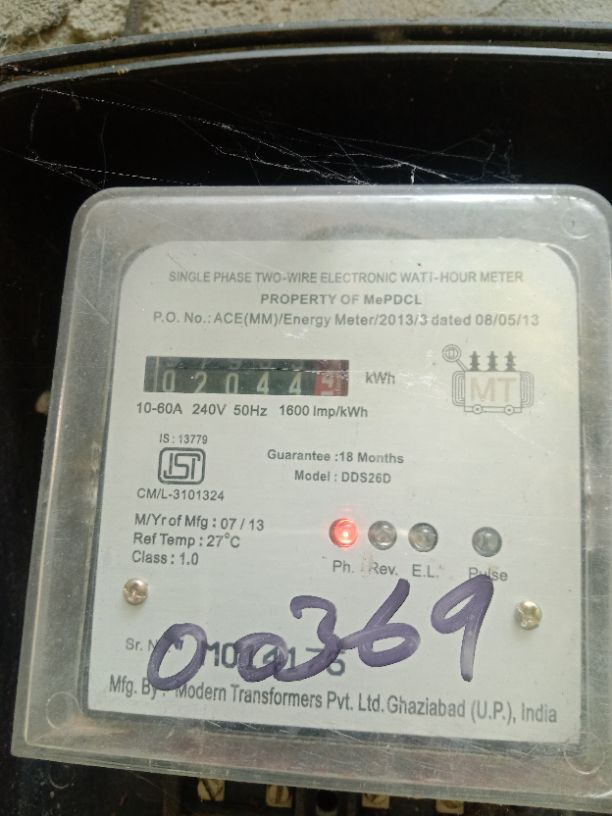 SINGLE PHASE TWO-WIRE ELECTRONIC WATT-HOUR METER
PROPERTY OF MePDCL
P.O. No.: ACE(MM)/Energy Meter/2013/3 dated 08/05/13
02044 kWh
MT
10-60A 240V 50Hz 1600 Imp/kWh
IS : 13779
ISI
CM/L-3101324
Guarantee : 18 Months
Model : DDS26D
M/Yr of Mfg : 07 / 13
Ref Temp : 27°C
Class : 1.0
Ph. Rev. E.L. Pulse
00369
Sr.
Mfg. By : Modern Transformers Pvt. Ltd. Ghaziabad (U.P.), India